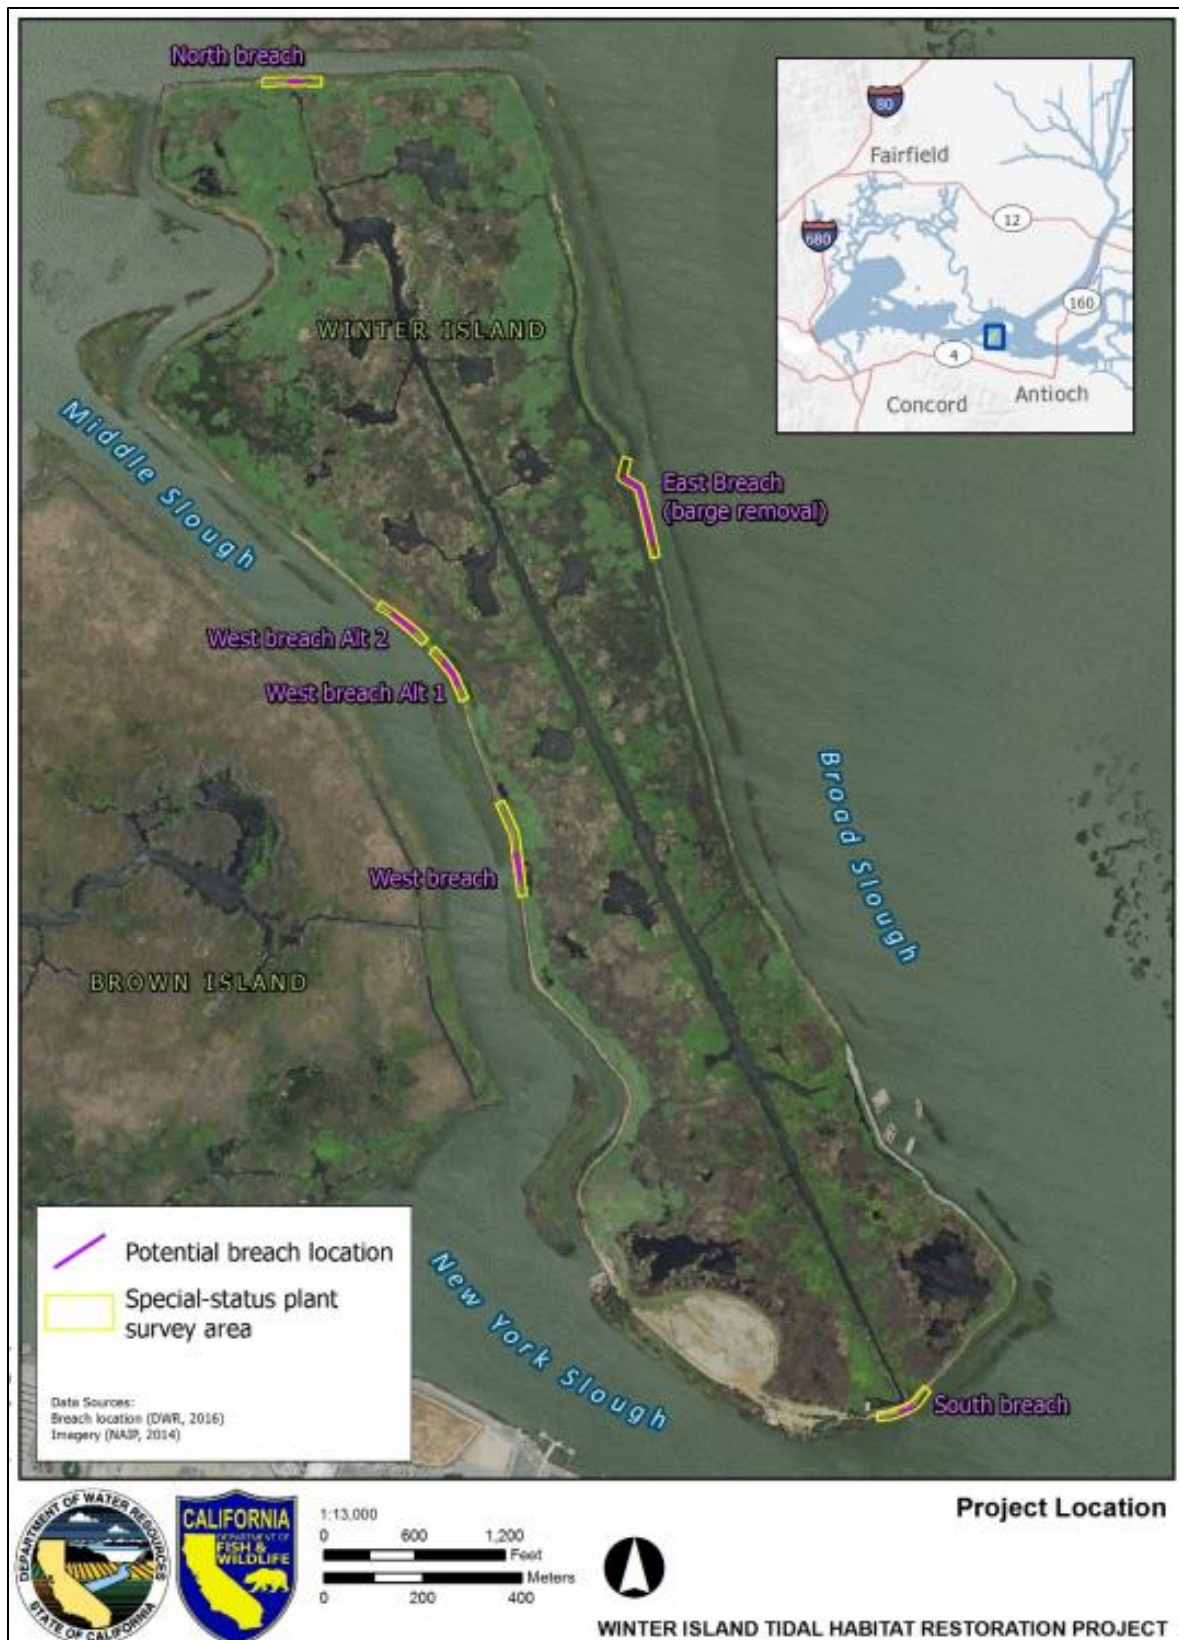 North breach
80
Fairfield
12
680
160
4
Concord
Antioch
WINTER ISLAND
Middle Slough
East Breach
(barge removal)
West breach Alt 2
West breach Alt 1
Broad Slough
West breach
BROWN ISLAND
New York Slough
South breach
Potential breach location
Special-status plant
survey area
Data Sources:
Breach location (DWR, 2016)
Imagery (NAIP, 2014)
Project Location
DEPARTMENT OF WATER RESOURCES
STATE OF CALIFORNIA
CALIFORNIA
DEPARTMENT OF
FISH &
WILDLIFE
1:13,000
0 600 1,200
Feet
Meters
0 200 400
WINTER ISLAND TIDAL HABITAT RESTORATION PROJECT